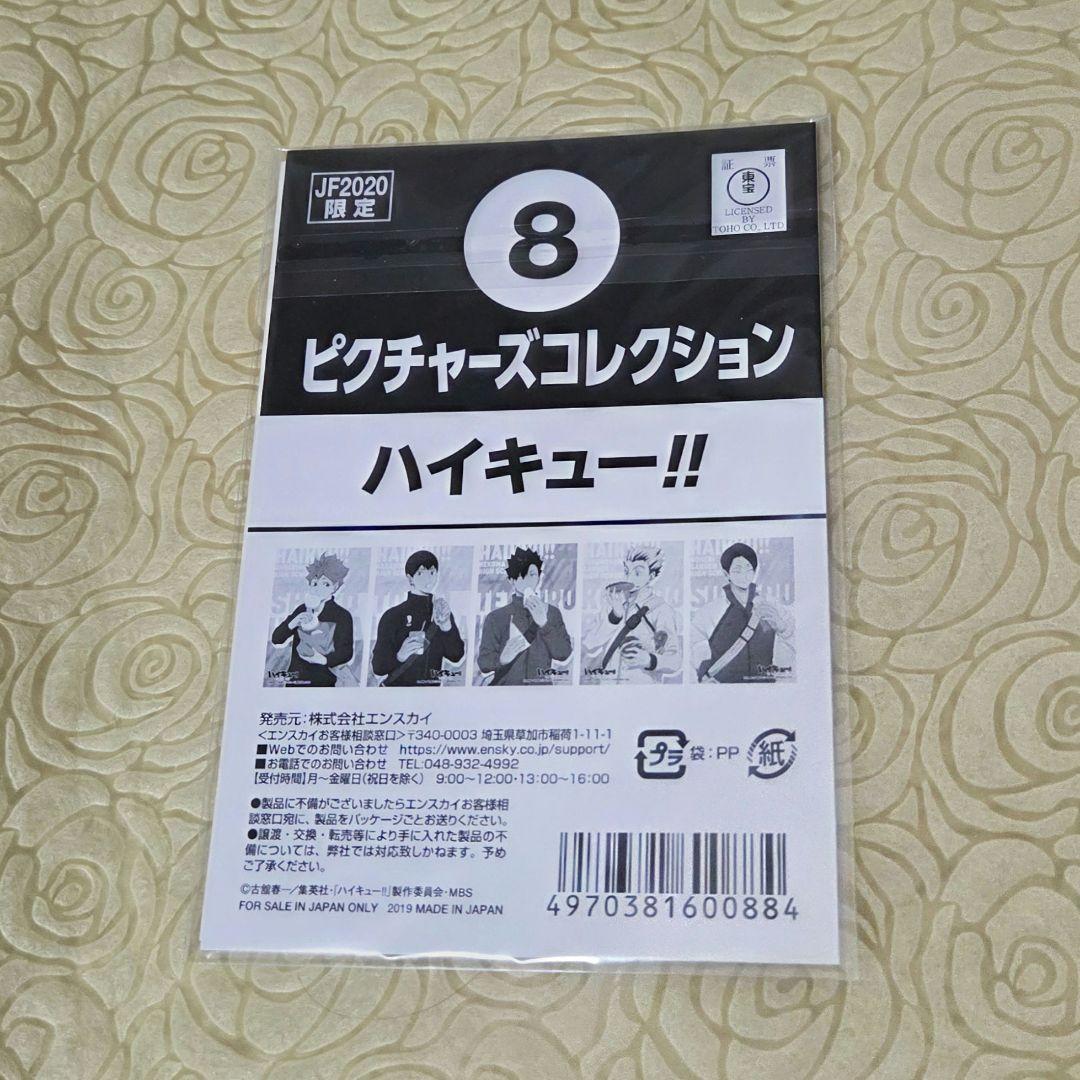 JF2020
限定
8
証 票
東宝
LICENSED
BY
TOHO CO., LTD
ピクチャーズコレクション
ハイキュー!!
発売元：株式会社エンスカイ
＜エンスカイお客様相談窓口＞〒340-0003 埼玉県草加市稲荷1-11-1
■Webでのお問い合わせ https://www.ensky.co.jp/support/
■お電話でのお問い合わせ TEL:048-932-4992
【受付時間】月～金曜日(祝日を除く) 9:00～12:00・13:00～16:00
プラ
袋：PP
紙
●製品に不備がございましたらエンスカイお客様相
談窓口宛に、製品をパッケージごとお送りください。
●譲渡・交換・転売等により手に入れた製品の不
備については、弊社では対応致しかねます。予め
ご了承ください。
©古舘春一／集英社・「ハイキュー!!」製作委員会・MBS
FOR SALE IN JAPAN ONLY 2019 MADE IN JAPAN
4970381600884